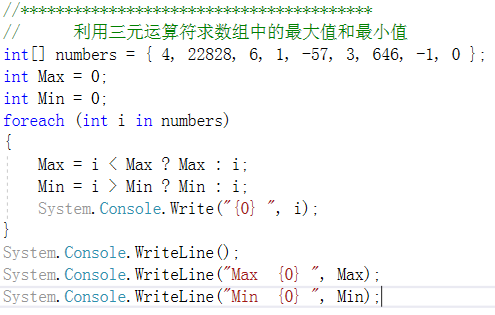 //****************************************
//      利用三元运算符求数组中的最大值和最小值
int[] numbers = { 4, 22828, 6, 1, -57, 3, 646, -1, 0 };
int Max = 0;
int Min = 0;
foreach (int i in numbers)
{
    Max = i < Max ? Max : i;
    Min = i > Min ? Min : i;
    System.Console.Write("{0} ", i);
}
System.Console.WriteLine();
System.Console.WriteLine("Max  {0} ", Max);
System.Console.WriteLine("Min  {0} ", Min);